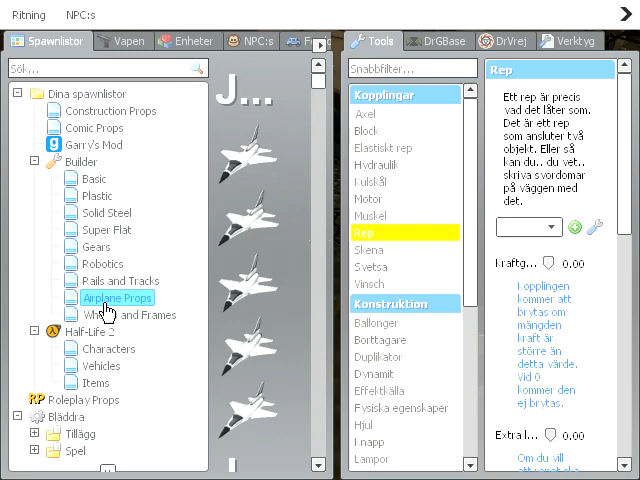 Ritning NPC:s
Spawnlistor Vapen Enheter NPC:s
Sök...
Dina spawnlistor
Construction Props
Comic Props
Garry's Mod
Builder
Basic
Plastic
Solid Steel
Super Flat
Gears
Robotics
Rails and Tracks
Airplane Props
and Frames
Half-Life 2
Characters
Vehicles
Items
RP Roleplay Props
Bläddra
Tillägg
Spel
J...
Tools DrGBase DrVrej Verktyg
Snabbfilter...
Kopplingar
Axel
Block
Elastiskt rep
Hydraulik
Kulskål
Motor
Muskel
Rep
Skena
Svetsa
Vinsch
Konstruktion
Ballonger
Borttagare
Duplikator
Dynamit
Effektkälla
Fysiska egenskaper
Hjul
Knapp
Lampor
Rep
Ett rep är precis
vad det låter som.
Det är ett rep
som ansluter två
objekt. Eller så
kan du.. du vet..
skriva svordomar
på väggen med
det.
Kraftg... 0.00
Kopplingen
kommer att
brytas om
mängden
kraft är
större än
detta värde.
Vid 0
kommer den
ej brytas.
Extra l... 0.00
Om du vill